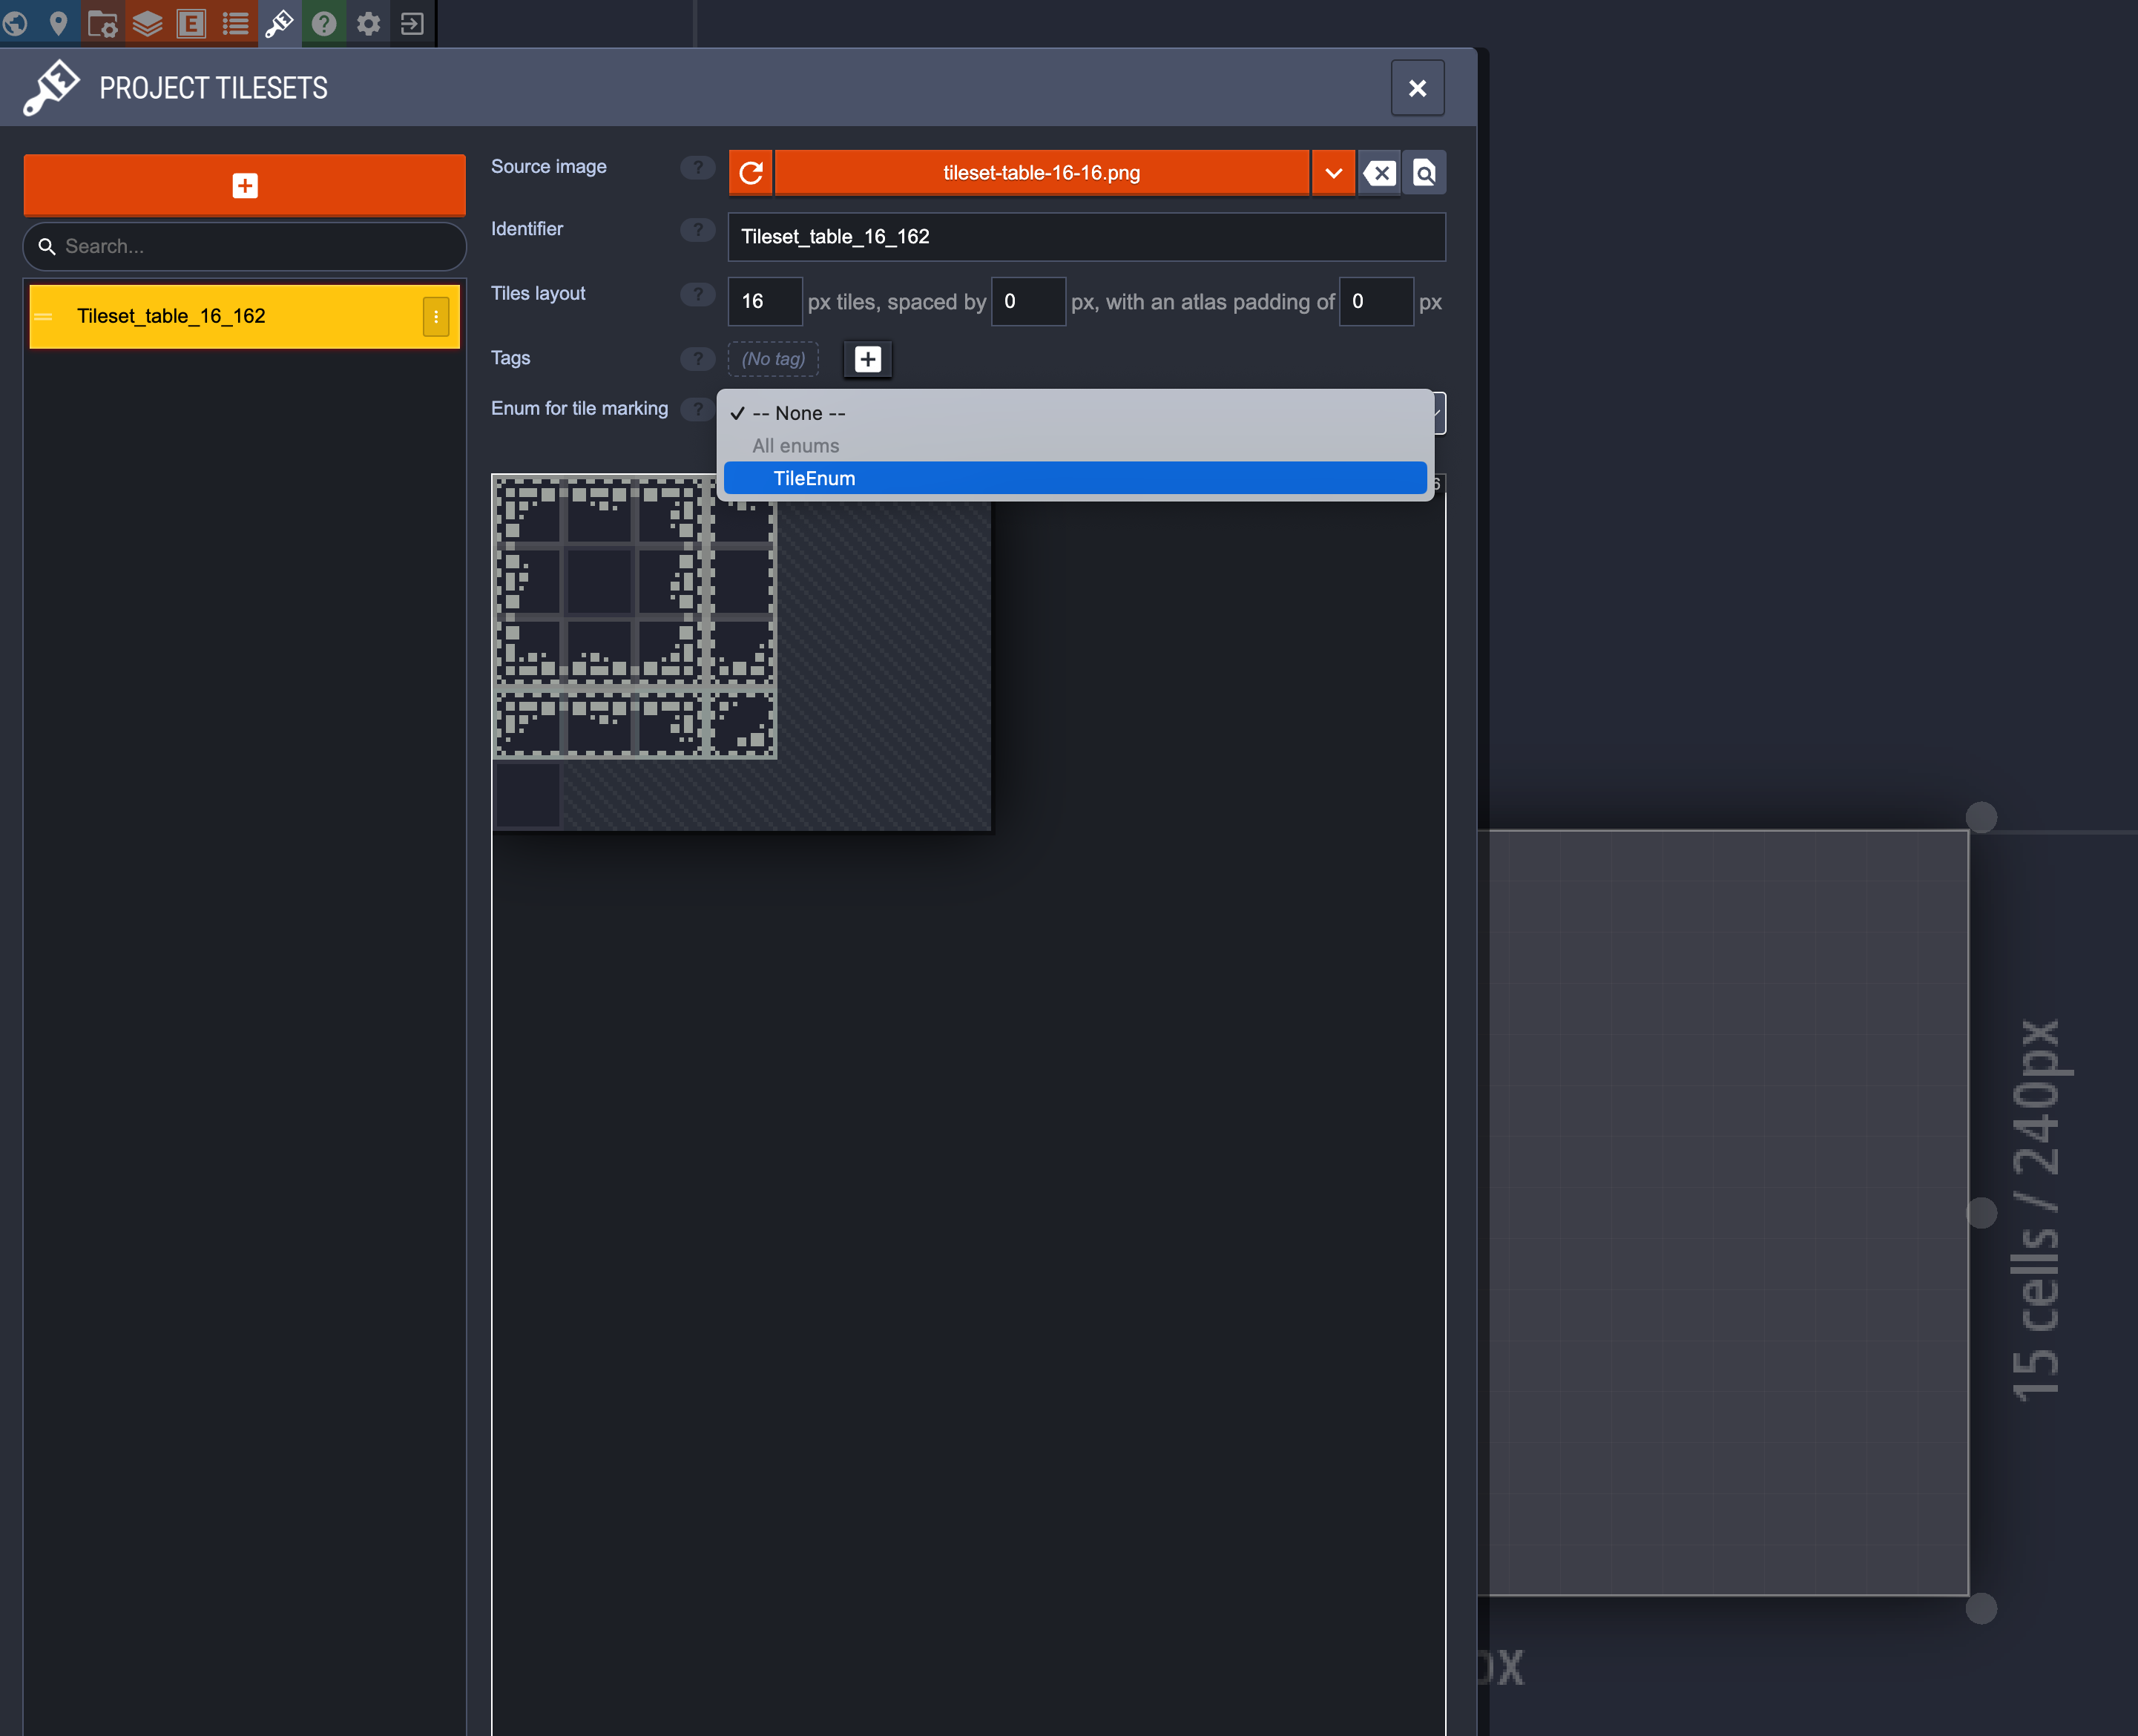 PROJECT TILESETS
Source image ? tileset-table-16-16.png
Search...
Identifier ? Tileset_table_16_162
Tileset_table_16_162
Tiles layout ? 16 px tiles, spaced by 0 px, with an atlas padding of 0 px
Tags ? (No tag)
Enum for tile marking ? -- None --
All enums
TileEnum
6
15 cells / 240px
px